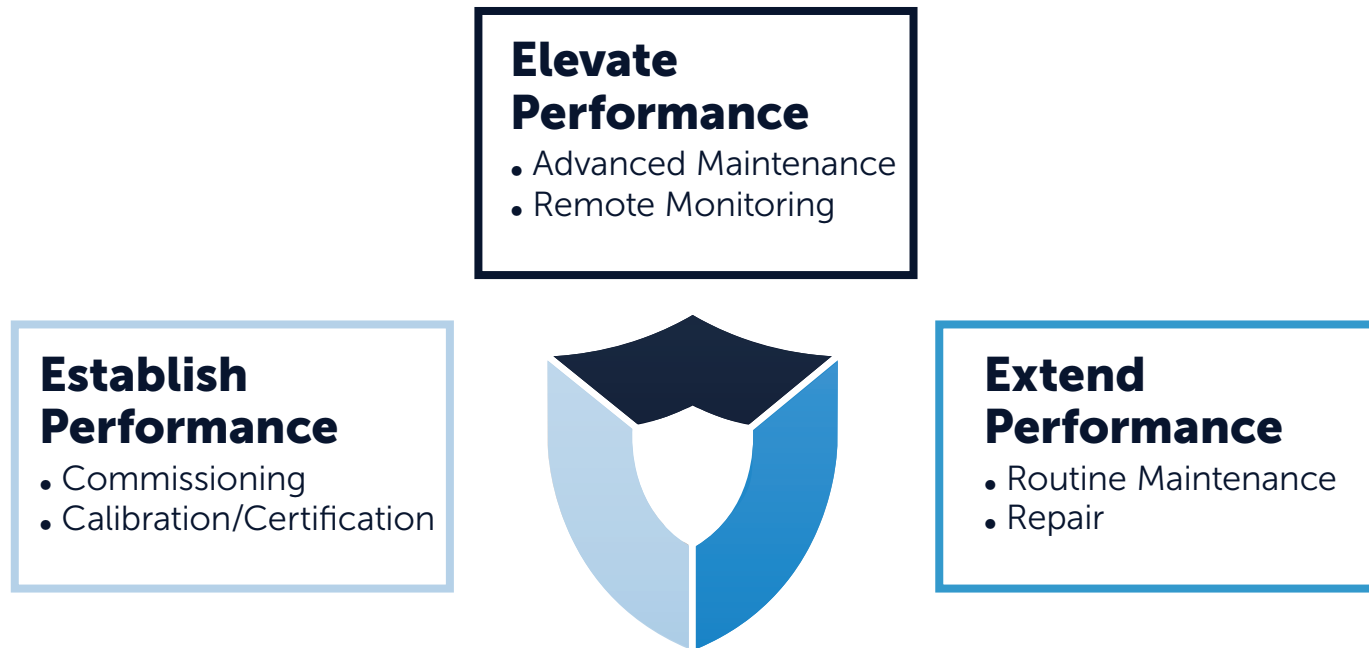 Elevate
Performance
• Advanced Maintenance
• Remote Monitoring
Establish
Performance
• Commissioning
• Calibration/Certification
Extend
Performance
• Routine Maintenance
• Repair